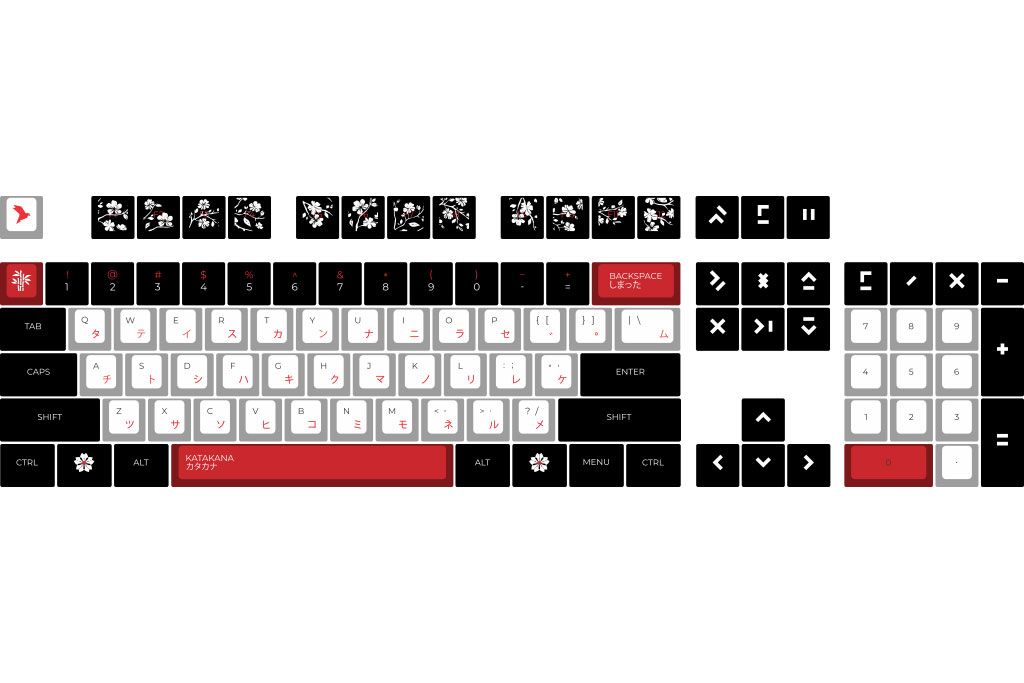 ! @ # $ % ^ & * ( ) - +
1 2 3 4 5 6 7 8 9 0 - =
BACKSPACE
しまった
TAB
Q W E R T Y U I O P { [ } ] | \
タ テ イ ス カ ン ナ ニ ラ セ ゛ ゜ ム
7 8 9
+
CAPS
A S D F G H J K L : ; " '
チ ト シ ハ キ ク マ ノ リ レ ケ
ENTER
4 5 6
SHIFT
Z X C V B N M < · > · ? /
ツ サ ソ ヒ コ ミ モ ネ ル メ
SHIFT
1 2 3
=
CTRL
ALT
KATAKANA
カタカナ
ALT
MENU
CTRL
0 .